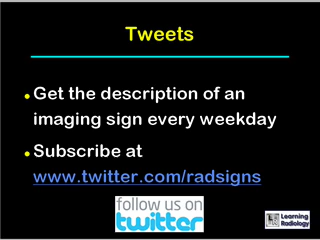 Tweets
Get the description of an
imaging sign every weekday
Subscribe at
www.twitter.com/radsigns
follow us on
twitter
Learning
Radiology